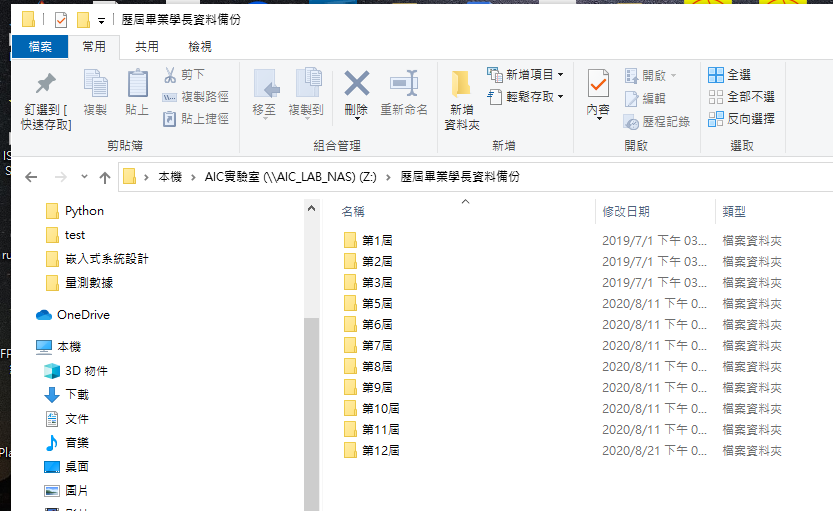 歷屆畢業學長資料備份
檔案 常用 共用 檢視
釘選到 [
快速存取]
複製
貼上
剪下
複製路徑
貼上捷徑
剪貼簿
移至
複製到
刪除
重新命名
組合管理
新增
資料夾
新增項目
輕鬆存取
新增
內容
開啟
編輯
歷程記錄
開啟
全選
全部不選
反向選擇
選取
本機 › AIC實驗室 (\\AIC_LAB_NAS) (Z:) › 歷屆畢業學長資料備份
Python
test
嵌入式系統設計
量測數據
OneDrive
本機
3D 物件
下載
文件
音樂
桌面
圖片
名稱 修改日期 類型
第1屆 2019/7/1 下午 03... 檔案資料夾
第2屆 2019/7/1 下午 03... 檔案資料夾
第3屆 2019/7/1 下午 03... 檔案資料夾
第5屆 2020/8/11 下午 0... 檔案資料夾
第6屆 2020/8/11 下午 0... 檔案資料夾
第7屆 2020/8/11 下午 0... 檔案資料夾
第8屆 2020/8/11 下午 0... 檔案資料夾
第9屆 2020/8/11 下午 0... 檔案資料夾
第10屆 2020/8/11 下午 0... 檔案資料夾
第11屆 2020/8/11 下午 0... 檔案資料夾
第12屆 2020/8/21 下午 0... 檔案資料夾